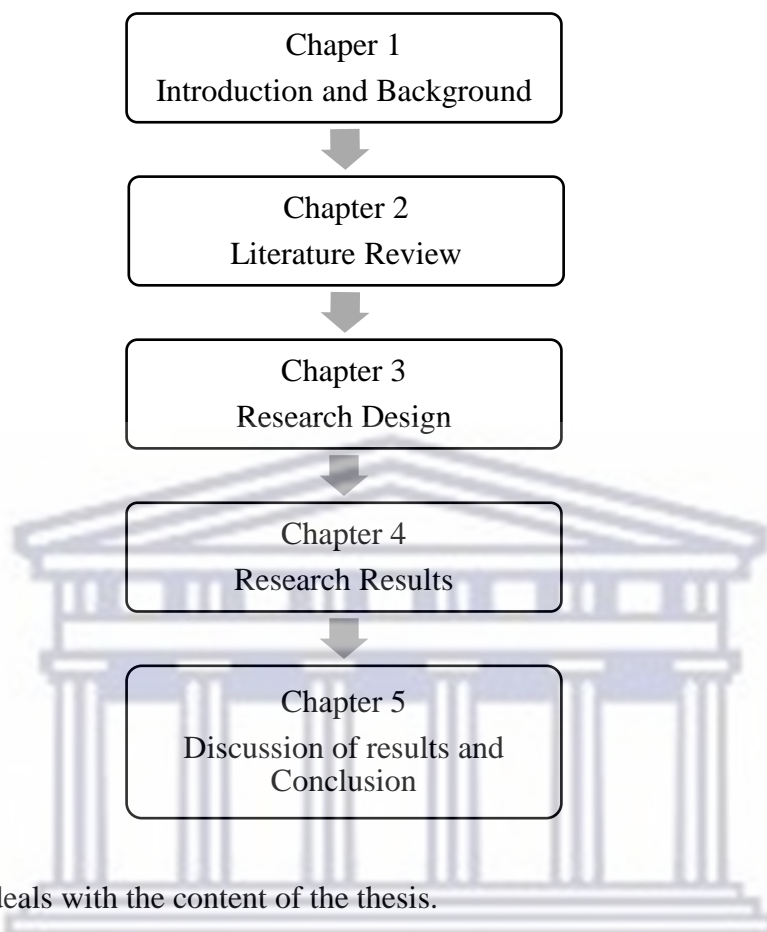 Chaper 1
Introduction and Background
Chapter 2
Literature Review
Chapter 3
Research Design
Chapter 4
Research Results
Chapter 5
Discussion of results and
Conclusion
deals with the content of the thesis.